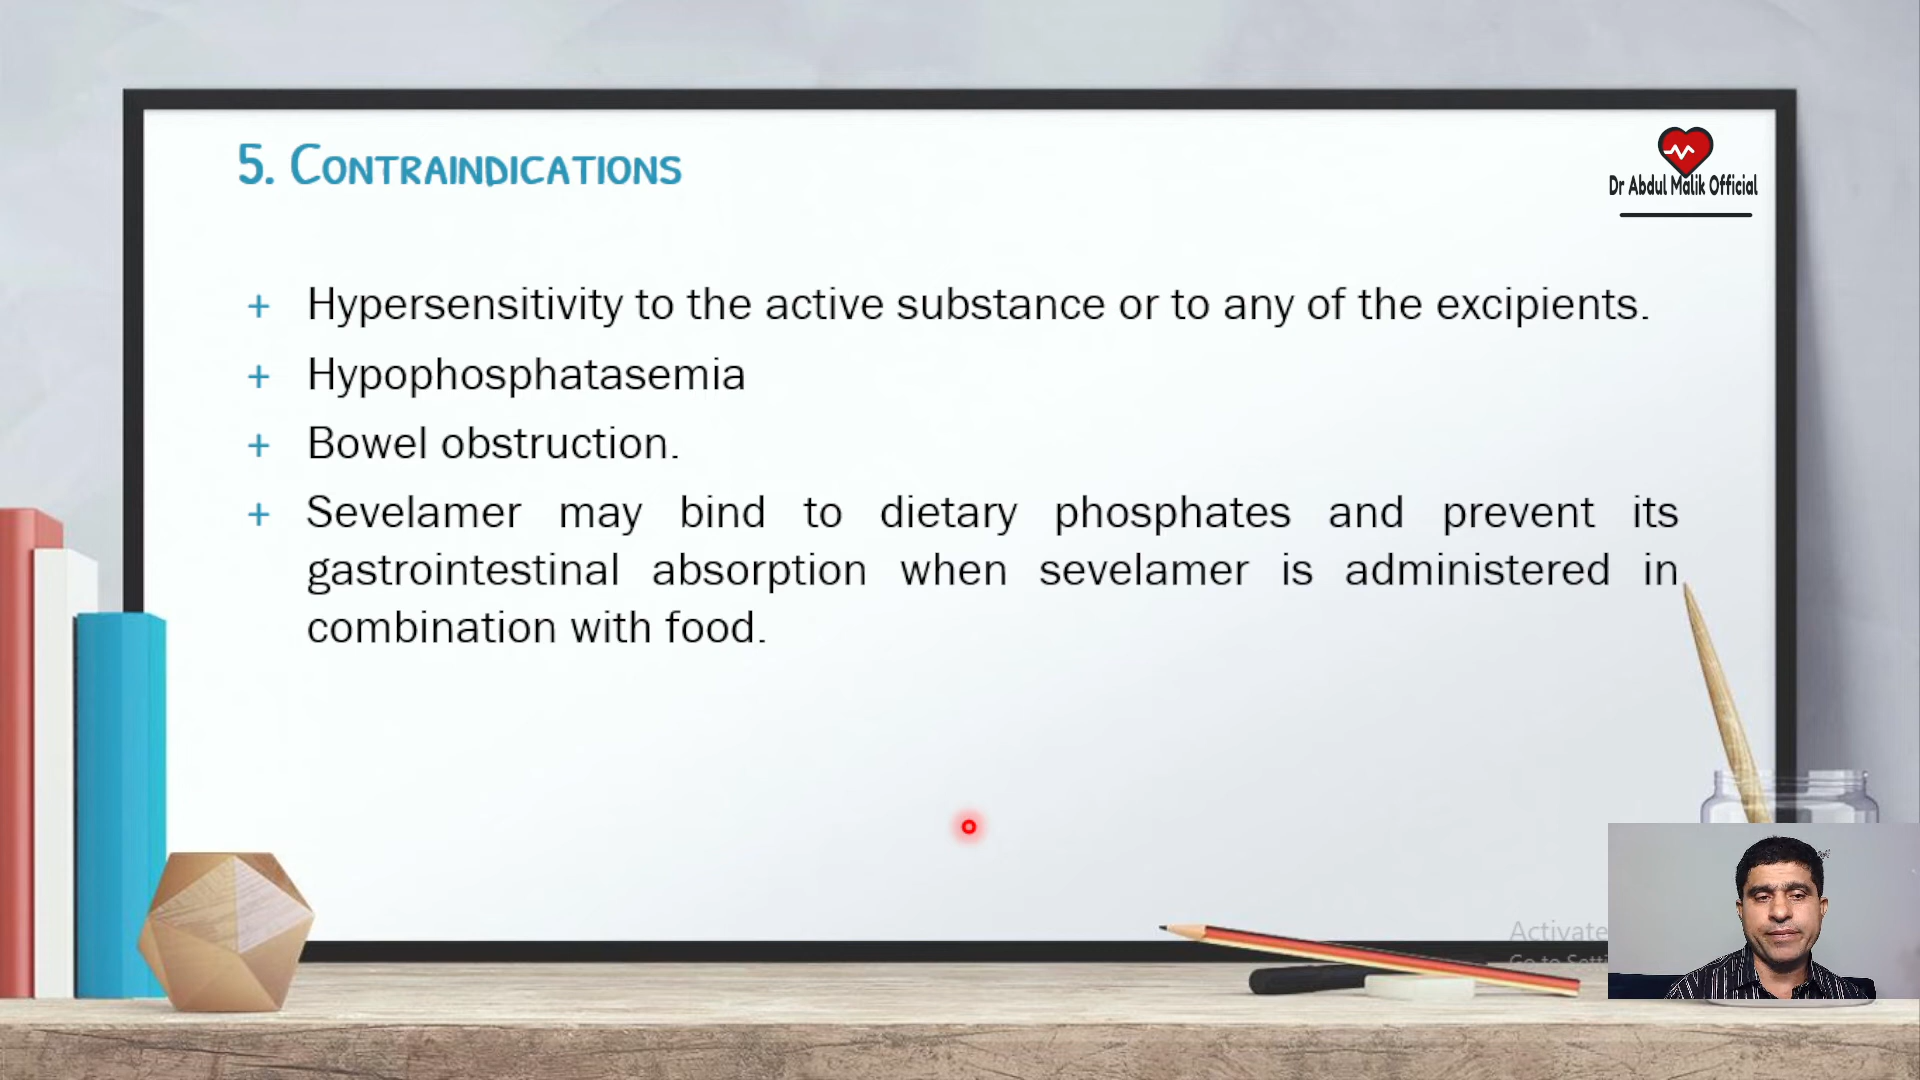 5. CONTRAINDICATIONS
Dr Abdul Malik Official
+ Hypersensitivity to the active substance or to any of the excipients.
+ Hypophosphatasemia
+ Bowel obstruction.
+ Sevelamer may bind to dietary phosphates and prevent its
gastrointestinal absorption when sevelamer is administered in
combination with food.
Activate
Go to